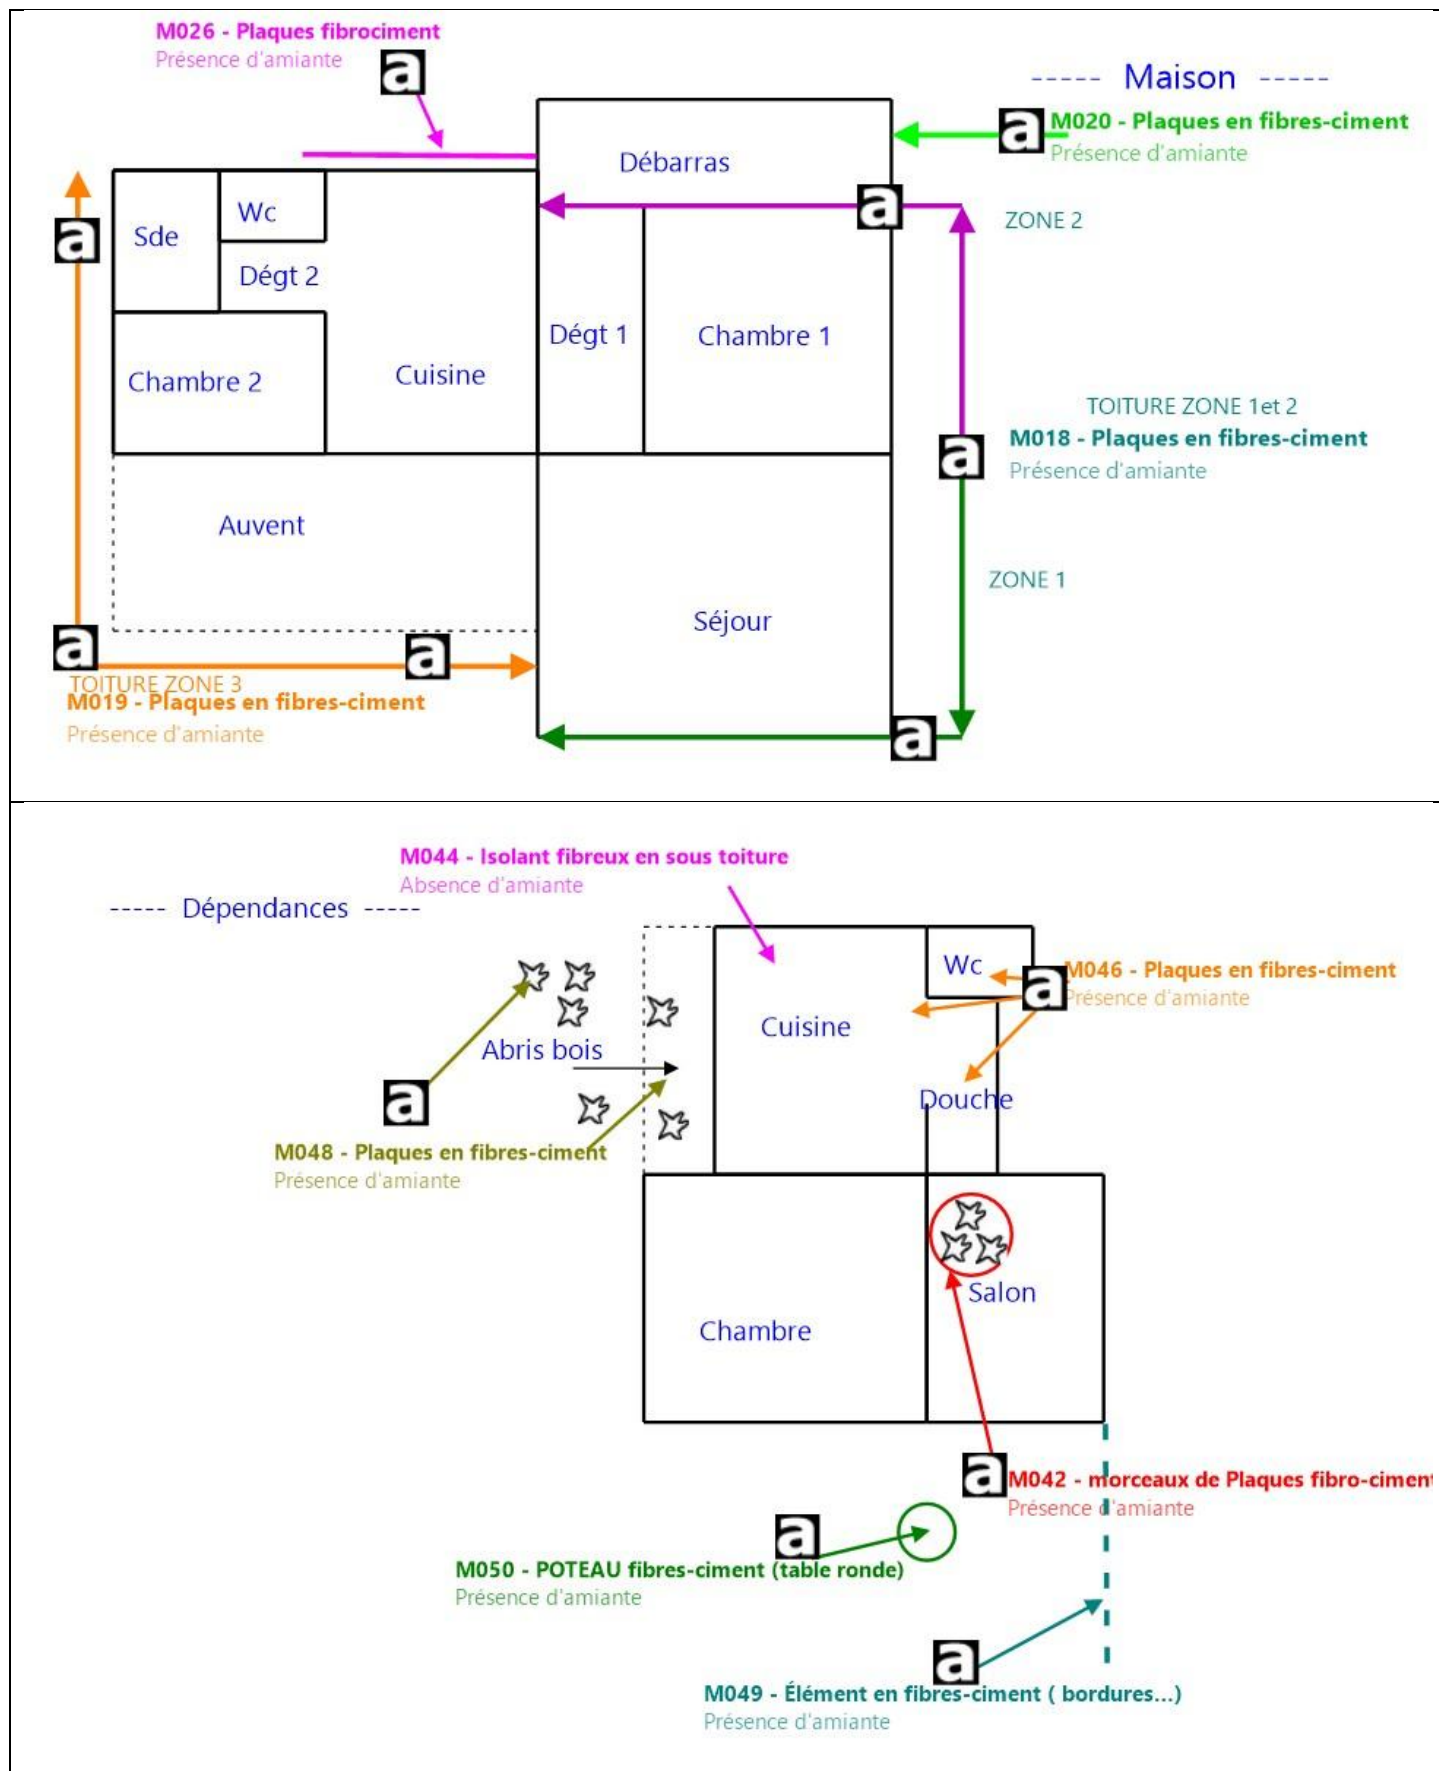 M026 - Plaques fibrociment
Présence d'amiante
a
----- Maison -----
a
M020 - Plaques en fibres-ciment
Présence d'amiante
Débarras
a
ZONE 2
a
Sde
Wc
Dégt 2
Dégt 1
Chambre 1
Chambre 2
Cuisine
TOITURE ZONE 1et 2
M018 - Plaques en fibres-ciment
Présence d'amiante
a
Auvent
ZONE 1
Séjour
a
a
TOITURE ZONE 3
M019 - Plaques en fibres-ciment
Présence d'amiante
a
M044 - Isolant fibreux en sous toiture
Absence d'amiante
----- Dépendances -----
Wc
a
M046 - Plaques en fibres-ciment
Présence d'amiante
Cuisine
Abris bois
a
Douche
M048 - Plaques en fibres-ciment
Présence d'amiante
Salon
Chambre
a
M042 - morceaux de Plaques fibro-ciment
Présence d'amiante
a
M050 - POTEAU fibres-ciment (table ronde)
Présence d'amiante
a
M049 - Élément en fibres-ciment ( bordures...)
Présence d'amiante